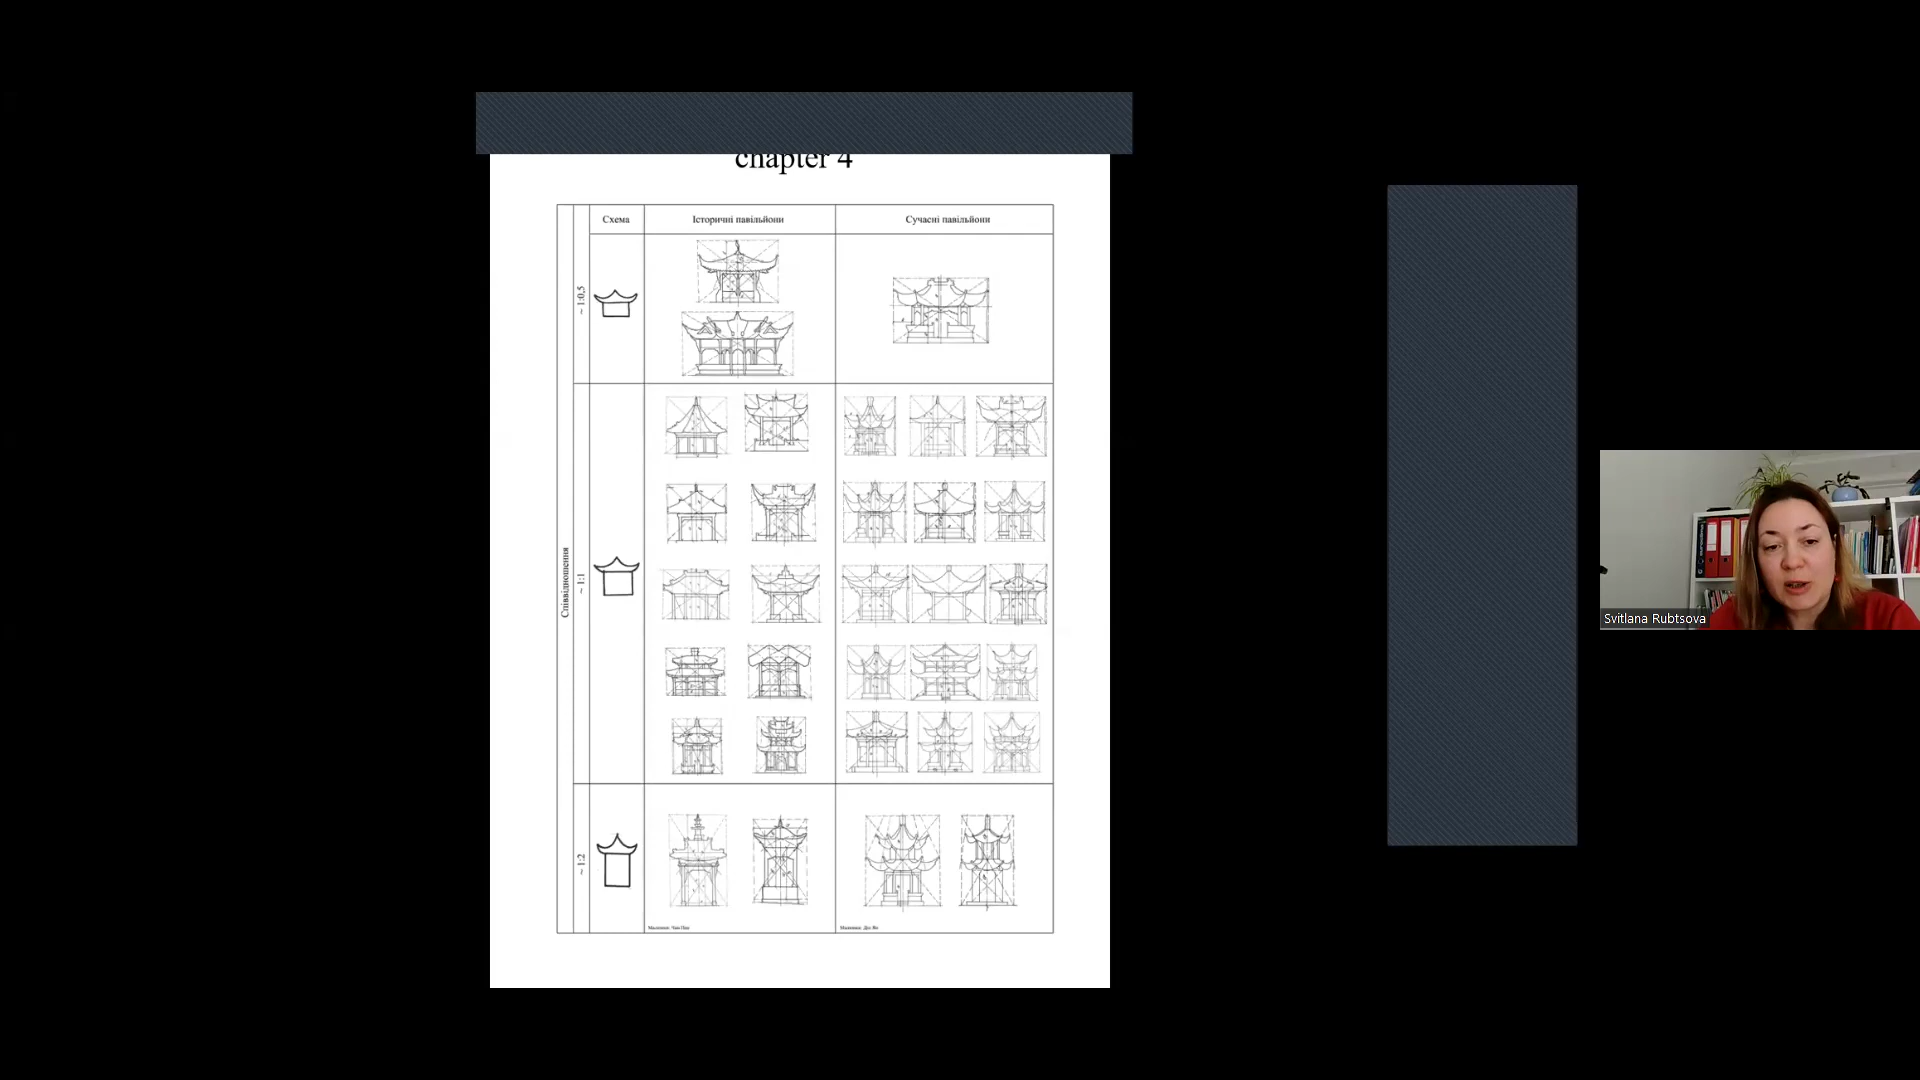 chapter 4
Схема
Історичні павільйони
Сучасні павільйони
Співвідношення
~ 1:0,5
~ 1:1
~ 1:2
Svitlana Rubtsova